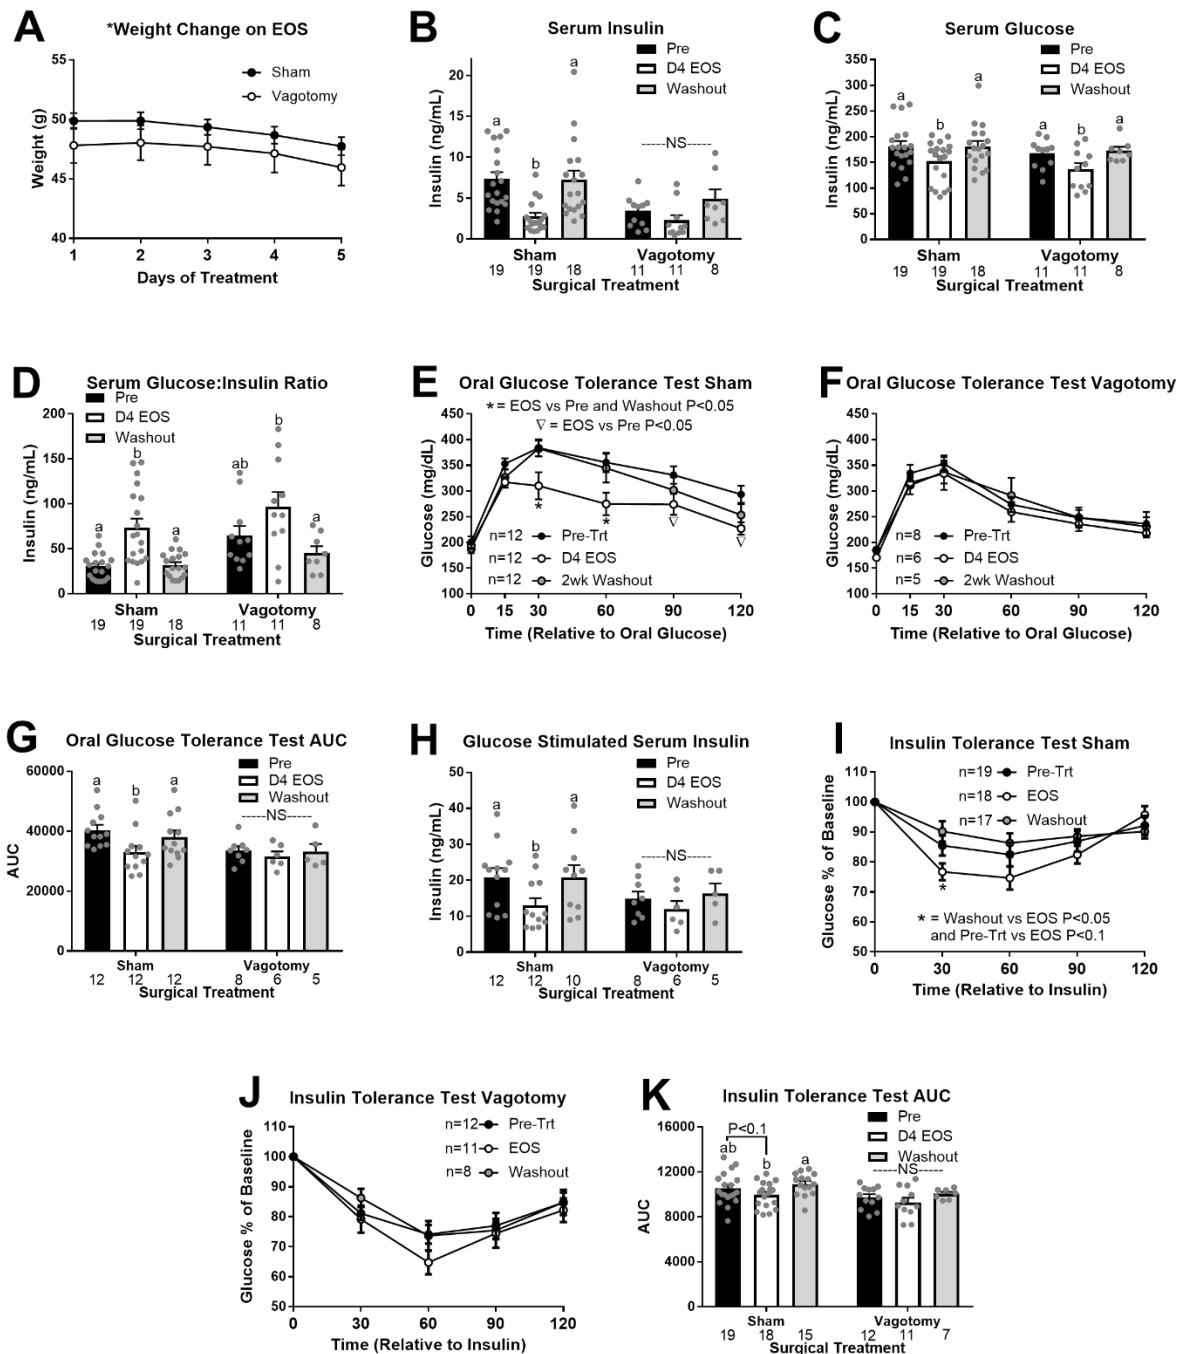 A
*Weight Change on EOS
55
50
45
40
Weight (g)
Sham
Vagotomy
1 2 3 4 5
Days of Treatment
B
Serum Insulin
Pre
D4 EOS
Washout
20
15
10
5
0
Insulin (ng/mL)
a b a
-----NS-----
Sham Vagotomy
19 19 18 11 11 8
Surgical Treatment
C
Serum Glucose
Pre
D4 EOS
Washout
350
300
250
200
150
100
50
0
Insulin (ng/mL)
a b a a b a
Sham Vagotomy
19 19 18 11 11 8
Surgical Treatment
D
Serum Glucose:Insulin Ratio
Pre
D4 EOS
Washout
200
150
100
50
0
Insulin (ng/mL)
a b a ab b a
Sham Vagotomy
19 19 18 11 11 8
Surgical Treatment
E
Oral Glucose Tolerance Test Sham
* = EOS vs Pre and Washout P<0.05
▽ = EOS vs Pre P<0.05
450
400
350
300
250
200
150
100
Glucose (mg/dL)
* * ▽ ▽
n=12 Pre-Trt
n=12 D4 EOS
n=12 2wk Washout
0 15 30 60 90 120
Time (Relative to Oral Glucose)
F
Oral Glucose Tolerance Test Vagotomy
450
400
350
300
250
200
150
100
Glucose (mg/dL)
n=8 Pre-Trt
n=6 D4 EOS
n=5 2wk Washout
0 15 30 60 90 120
Time (Relative to Oral Glucose)
G
Oral Glucose Tolerance Test AUC
Pre
D4 EOS
Washout
60000
40000
20000
0
AUC
a b a
-----NS-----
Sham Vagotomy
12 12 12 8 6 5
Surgical Treatment
H
Glucose Stimulated Serum Insulin
Pre
D4 EOS
Washout
50
40
30
20
10
0
Insulin (ng/mL)
a b a
-----NS-----
Sham Vagotomy
12 12 10 8 6 5
Surgical Treatment
I
Insulin Tolerance Test Sham
n=19 Pre-Trt
n=18 EOS
n=17 Washout
110
100
90
80
70
60
50
Glucose % of Baseline
*
* = Washout vs EOS P<0.05
and Pre-Trt vs EOS P<0.1
0 30 60 90 120
Time (Relative to Insulin)
J
Insulin Tolerance Test Vagotomy
n=12 Pre-Trt
n=11 EOS
n=8 Washout
110
100
90
80
70
60
50
Glucose % of Baseline
0 30 60 90 120
Time (Relative to Insulin)
K
Insulin Tolerance Test AUC
Pre
D4 EOS
Washout
16000
12000
8000
4000
0
AUC
P<0.1
ab b a
-----NS-----
Sham Vagotomy
19 18 15 12 11 7
Surgical Treatment